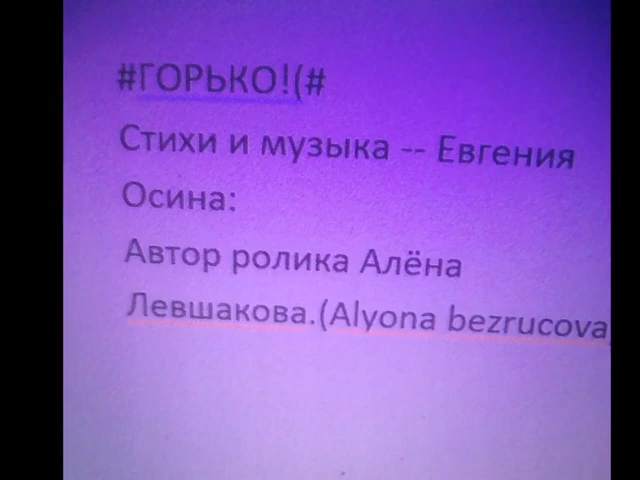 #ГОРЬКО!(#
Стихи и музыка -- Евгения
Осина:
Автор ролика Алёна
Левшакова.(Alyona bezrucova